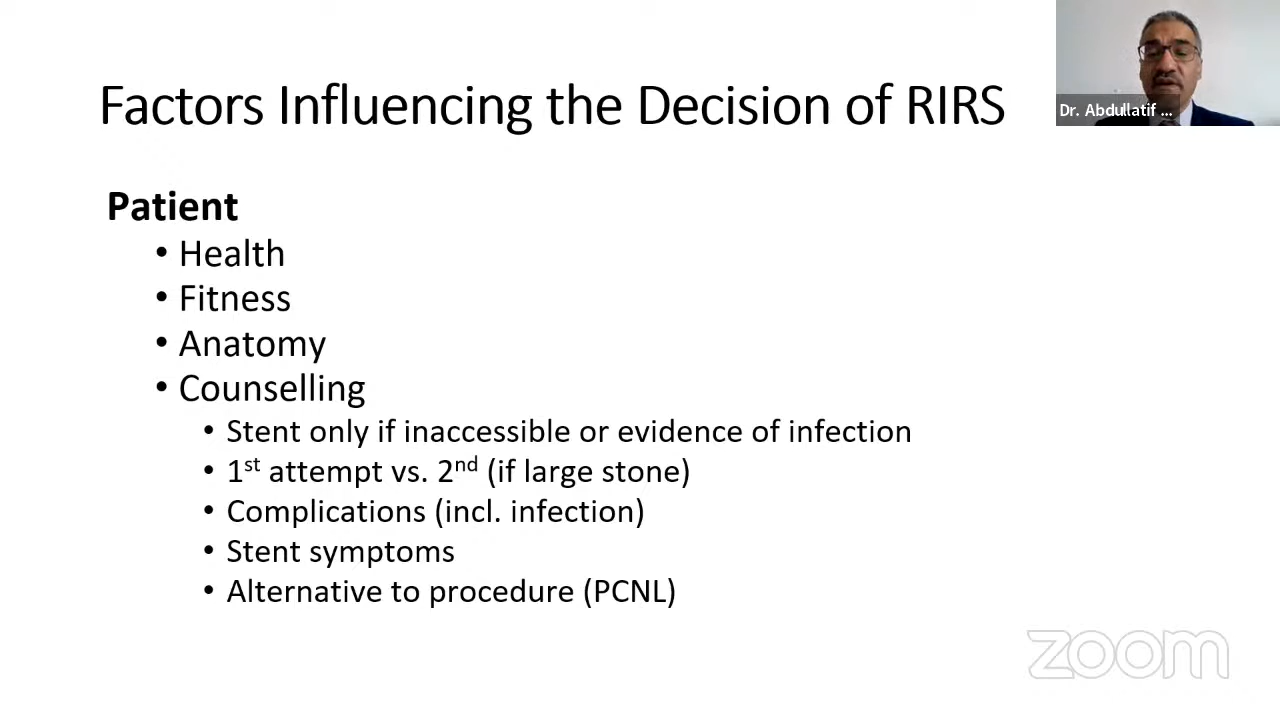 Factors Influencing the Decision of RIRS
Dr. Abdullatif ...
Patient
• Health
• Fitness
• Anatomy
• Counselling
• Stent only if inaccessible or evidence of infection
• 1st attempt vs. 2nd (if large stone)
• Complications (incl. infection)
• Stent symptoms
• Alternative to procedure (PCNL)
zoom